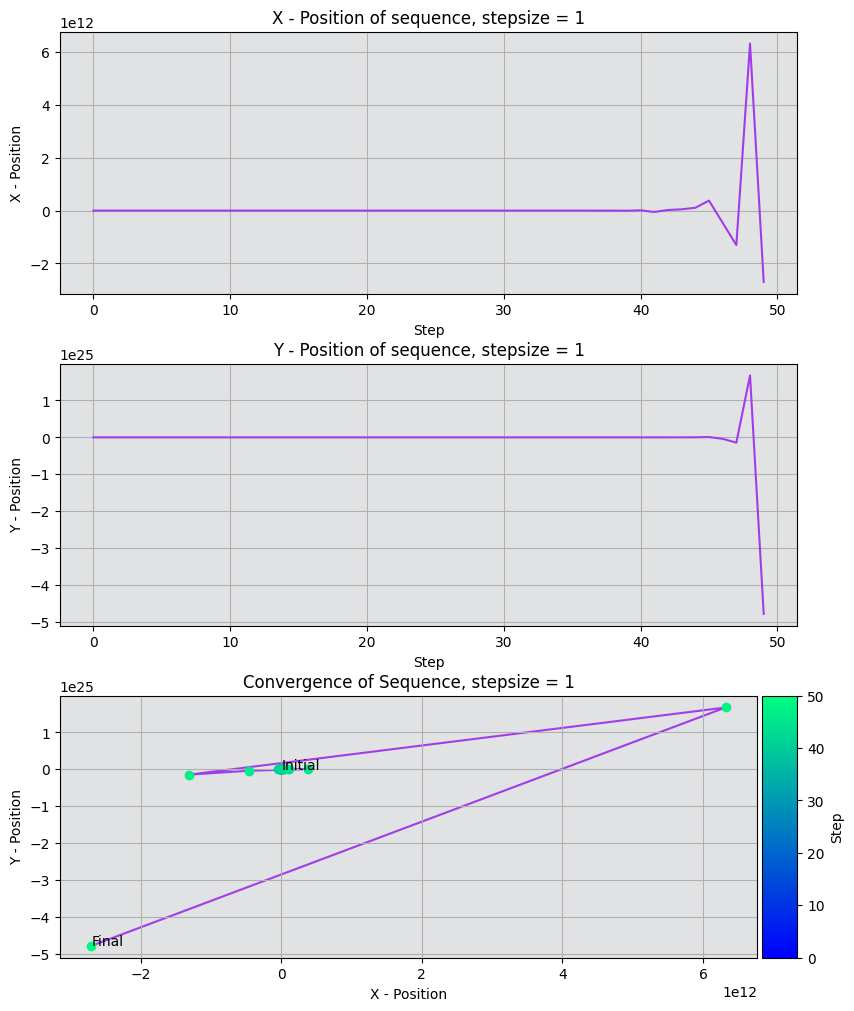 X - Position of sequence, stepsize = 1
1e12
6
4
2
0
−2
X - Position
0 10 20 30 40 50
Step
Y - Position of sequence, stepsize = 1
1e25
1
0
−1
−2
−3
−4
−5
Y - Position
0 10 20 30 40 50
Step
Convergence of Sequence, stepsize = 1
1e25
1
0
−1
−2
−3
−4
−5
Y - Position
Initial
Final
−2 0 2 4 6
1e12
X - Position
50
40
30
20
10
0
Step